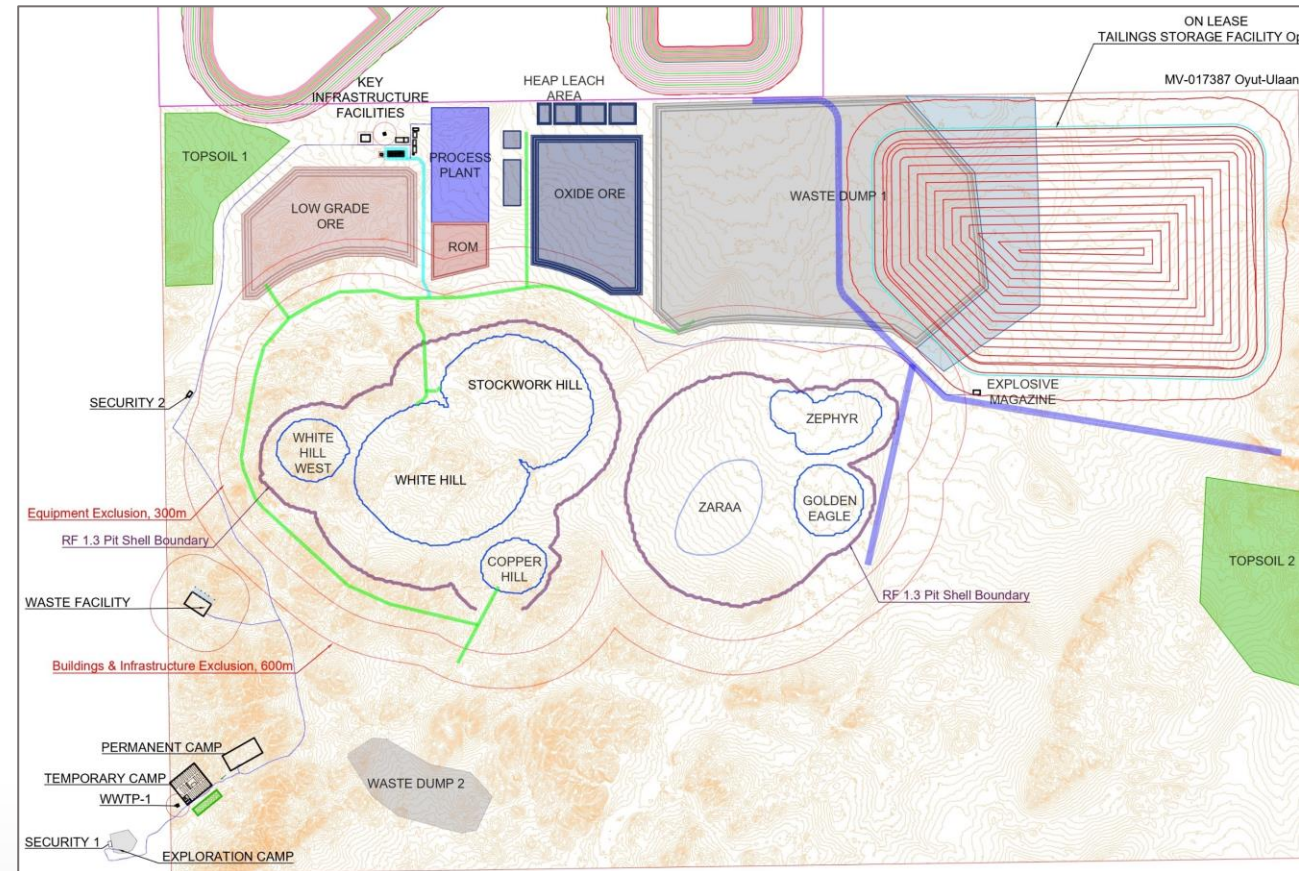 ON LEASE
TAILINGS STORAGE FACILITY
MV-017387 Oyut-Ulaan
KEY
INFRASTRUCTURE
FACILITIES
HEAP LEACH
AREA
TOPSOIL 1
PROCESS
PLANT
LOW GRADE
ORE
OXIDE ORE
WASTE DUMP 1
ROM
STOCKWORK HILL
SECURITY 2
EXPLOSIVE
MAGAZINE
WHITE
HILL
WEST
WHITE HILL
ZEPHYR
ZARAA
GOLDEN
EAGLE
Equipment Exclusion, 300m
RF 1.3 Pit Shell Boundary
COPPER
HILL
TOPSOIL 2
WASTE FACILITY
RF 1.3 Pit Shell Boundary
Buildings & Infrastructure Exclusion, 600m
PERMANENT CAMP
TEMPORARY CAMP
WASTE DUMP 2
WWTP-1
SECURITY 1
EXPLORATION CAMP